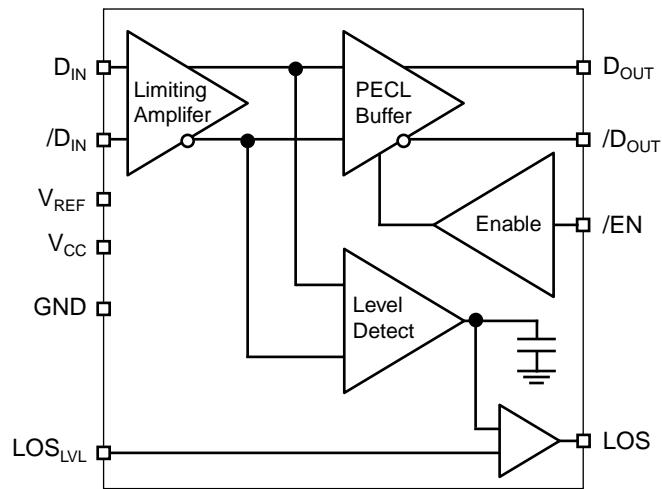 D_IN
Limiting
Amplifer
PECL
Buffer
D_OUT
/D_IN
/D_OUT
V_REF
Enable
/EN
V_CC
GND
Level
Detect
LOS_LVL
LOS